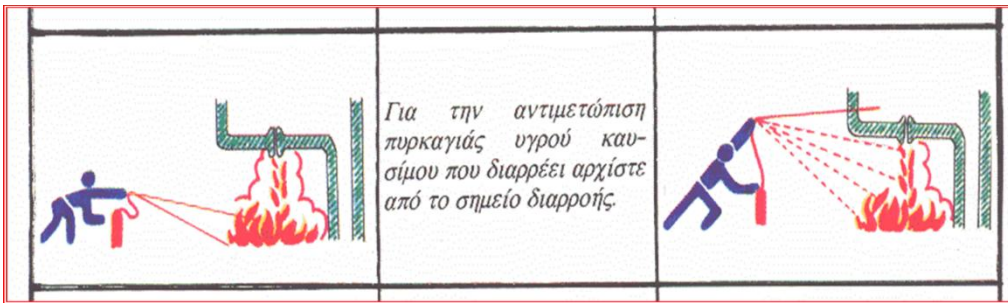 Για την αντιμετώπιση
πυρκαγιάς υγρού καυ-
σίμου που διαρρέει αρχίστε
από το σημείο διαρροής.